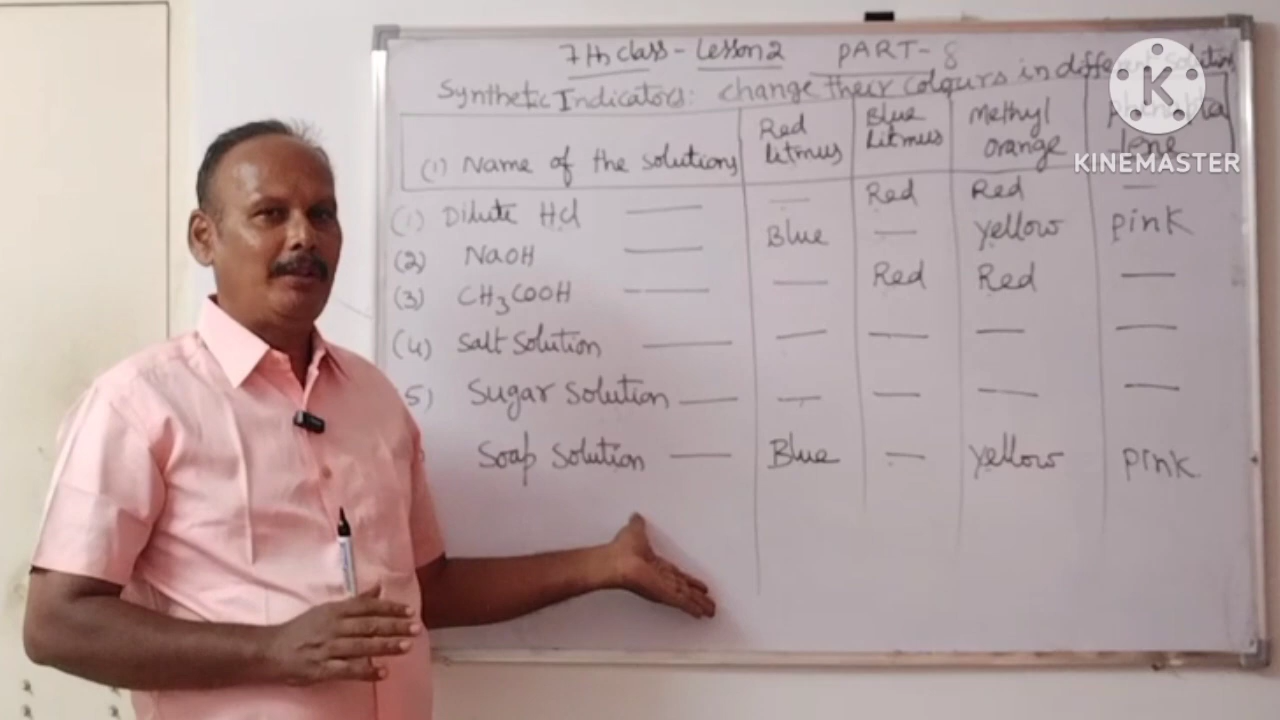 7th class - Lesson 2 PART- 8
Synthetic Indicators: change their colours in different
(1) Name of the solutions Red Litmus Blue Litmus Methyl orange
(1) Dilute HCl — — Red Red —
(2) NaOH — Blue — yellow pink
(3) CH3COOH — — Red Red —
(4) Salt Solution — — — — —
5) Sugar Solution — — — — —
Soap Solution — Blue — yellow pink
K
KINEMASTER